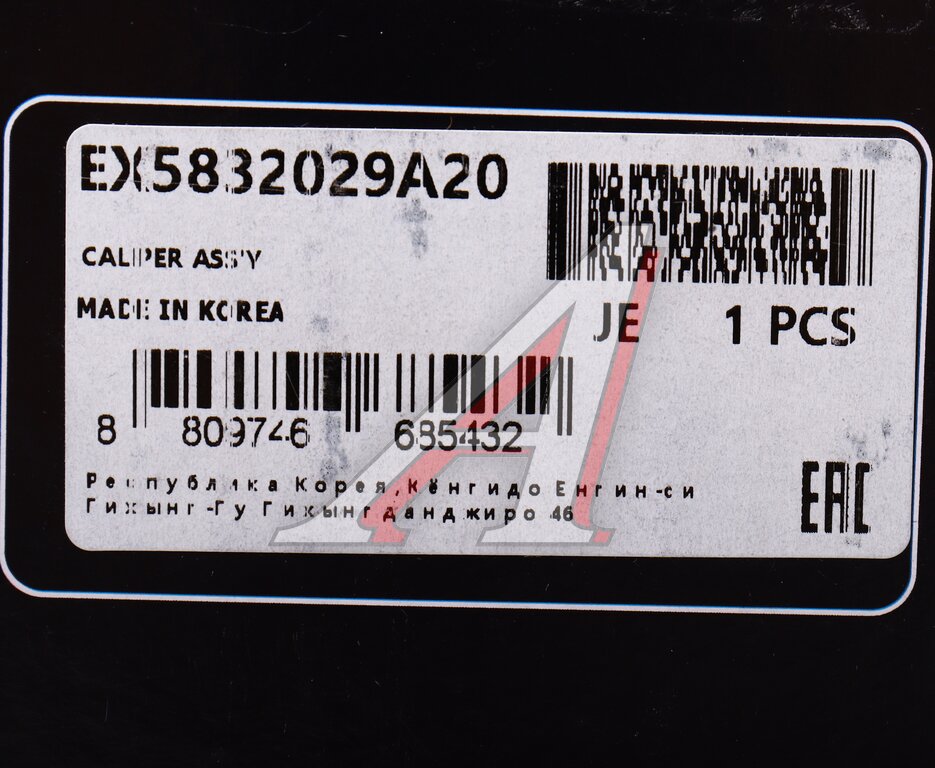 EX5832029A20
CALIPER ASS'Y
MADE IN KOREA
JE 1 PCS
8 809746 685432
Республика Корея, Кёнгидо Енгин-си
Гихынг-Гу Гихынгданджиро 46
EAC